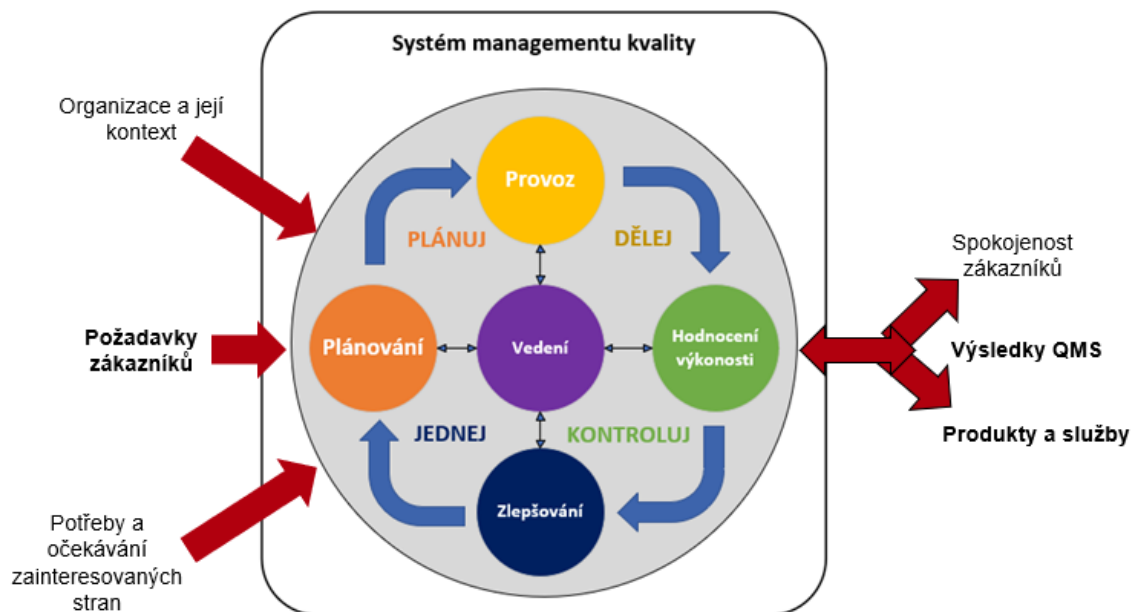 Systém managementu kvality
Organizace a její
kontext
Provoz
PLÁNUJ
DĚLEJ
Spokojenost
zákazníků
Požadavky
zákazníků
Plánování
Vedení
Hodnocení
výkonosti
Výsledky QMS
JEDNEJ
KONTROLUJ
Produkty a služby
Zlepšování
Potřeby a
očekávání
zainteresovaných
stran